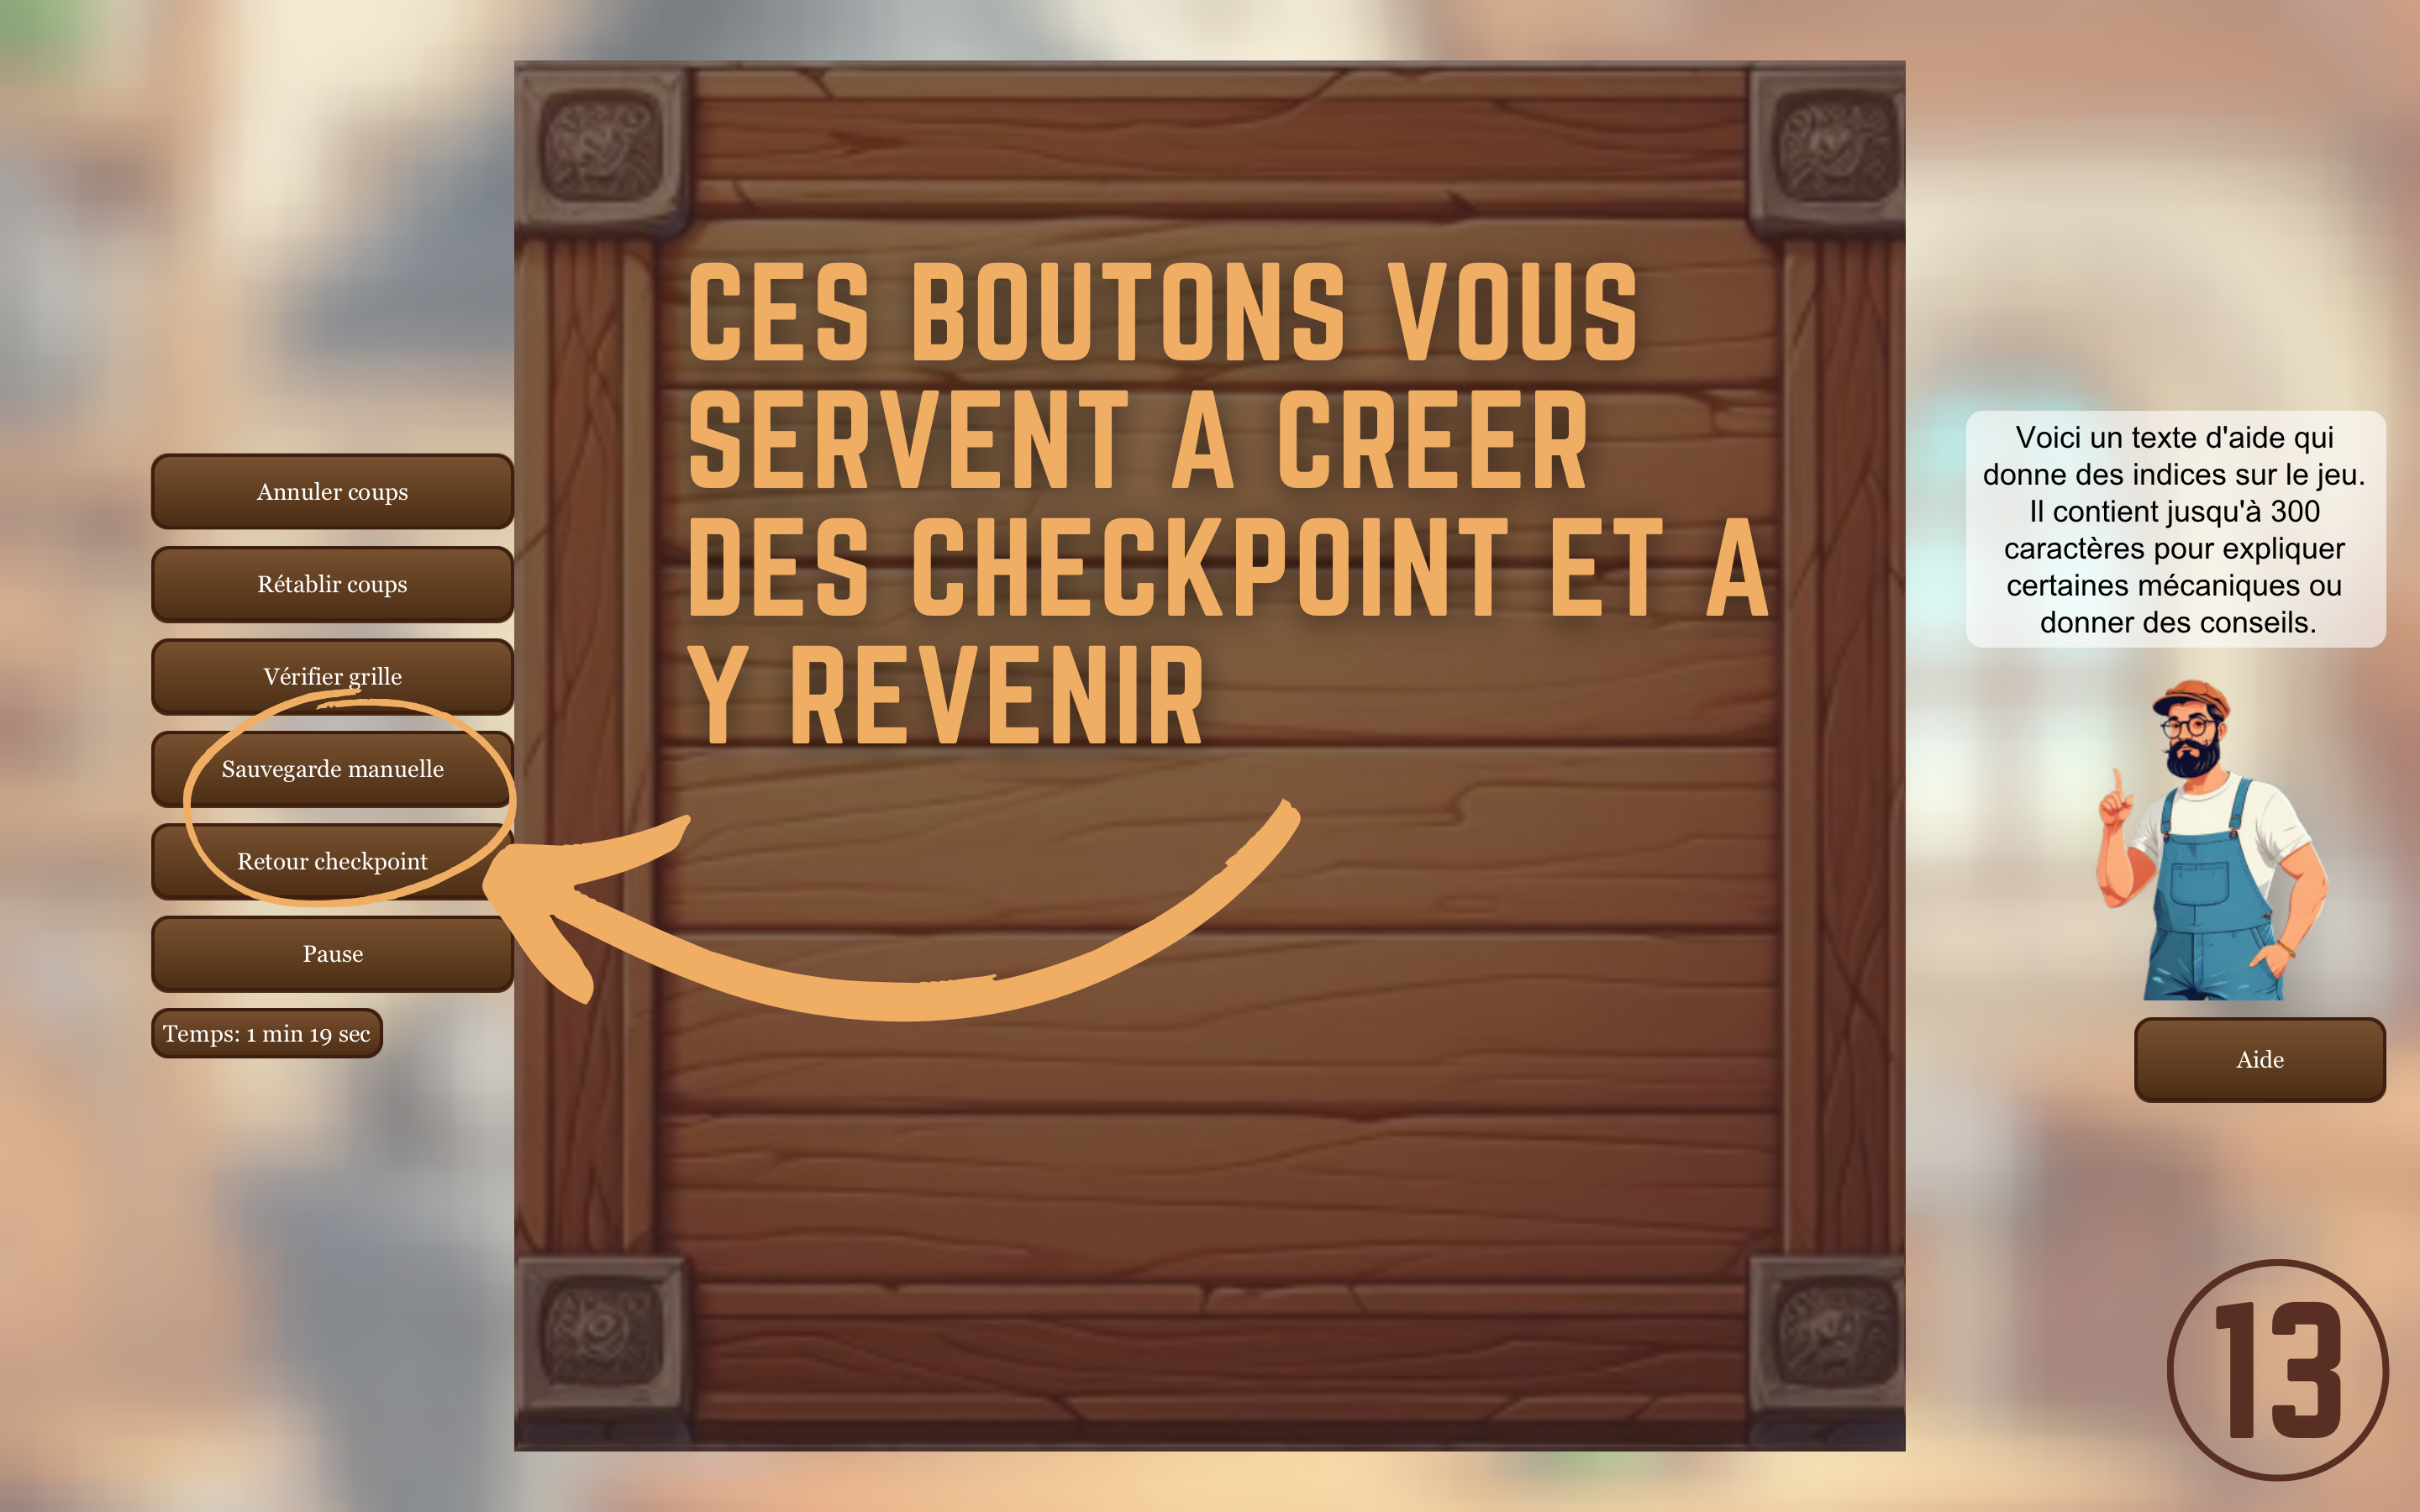 CES BOUTONS VOUS
SERVENT A CREER
DES CHECKPOINT ET A
Y REVENIR
Annuler coups
Rétablir coups
Vérifier grille
Sauvegarde manuelle
Retour checkpoint
Pause
Temps: 1 min 19 sec
Voici un texte d'aide qui
donne des indices sur le jeu.
Il contient jusqu'à 300
caractères pour expliquer
certaines mécaniques ou
donner des conseils.
Aide
13